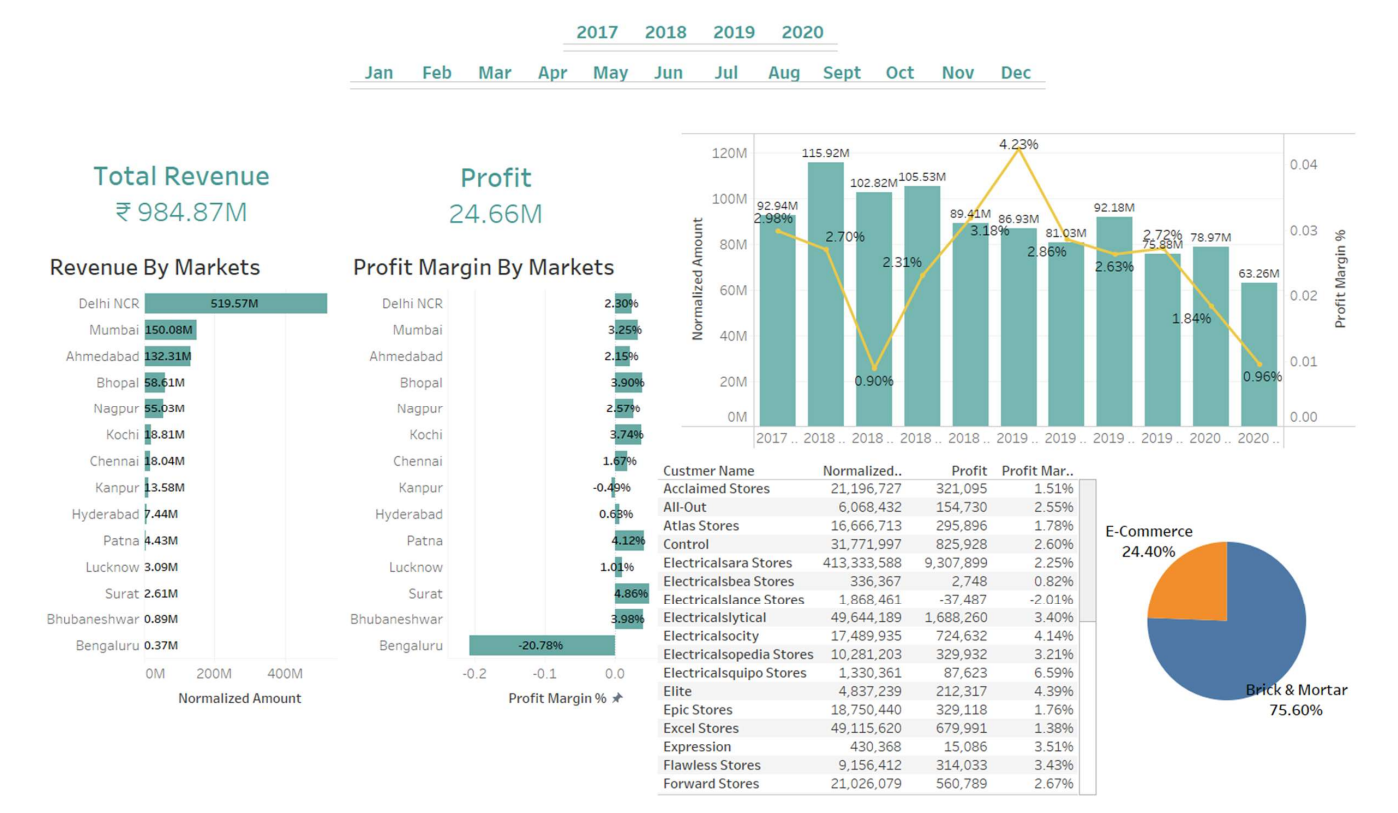 2017 2018 2019 2020
Jan Feb Mar Apr May Jun Jul Aug Sept Oct Nov Dec
Total Revenue
₹ 984.87M
Profit
24.66M
Revenue By Markets
Delhi NCR 519.57M
Mumbai 150.08M
Ahmedabad 132.31M
Bhopal 58.61M
Nagpur 55.03M
Kochi 18.81M
Chennai 18.04M
Kanpur 13.58M
Hyderabad 7.44M
Patna 4.43M
Lucknow 3.09M
Surat 2.61M
Bhubaneshwar 0.89M
Bengaluru 0.37M
0M 200M 400M
Normalized Amount
Profit Margin By Markets
Delhi NCR 2.30%
Mumbai 3.25%
Ahmedabad 2.15%
Bhopal 3.90%
Nagpur 2.57%
Kochi 3.74%
Chennai 1.67%
Kanpur -0.49%
Hyderabad 0.63%
Patna 4.12%
Lucknow 1.01%
Surat 4.86%
Bhubaneshwar 3.98%
Bengaluru -20.78%
-0.2 -0.1 0.0
Profit Margin %
Normalized Amount
120M
100M
80M
60M
40M
20M
0M
92.94M 115.92M 102.82M 105.53M 89.41M 86.93M 81.03M 92.18M 75.88M 78.97M 63.26M
2.98% 2.70% 0.90% 2.31% 3.18% 4.23% 2.86% 2.63% 2.72% 1.84% 0.96%
2017 .. 2018 .. 2018 .. 2018 .. 2018 .. 2019 .. 2019 .. 2019 .. 2019 .. 2020 .. 2020 ..
0.04
0.03
0.02
0.01
0.00
Profit Margin %
Custmer Name Normalized.. Profit Profit Mar..
Acclaimed Stores 21,196,727 321,095 1.51%
All-Out 6,068,432 154,730 2.55%
Atlas Stores 16,666,713 295,896 1.78%
Control 31,771,997 825,928 2.60%
Electricalsara Stores 413,333,588 9,307,899 2.25%
Electricalsbea Stores 336,367 2,748 0.82%
Electricalslance Stores 1,868,461 -37,487 -2.01%
Electricalslytical 49,644,189 1,688,260 3.40%
Electricalsocity 17,489,935 724,632 4.14%
Electricalsopedia Stores 10,281,203 329,932 3.21%
Electricalsquipo Stores 1,330,361 87,623 6.59%
Elite 4,837,239 212,317 4.39%
Epic Stores 18,750,440 329,118 1.76%
Excel Stores 49,115,620 679,991 1.38%
Expression 430,368 15,086 3.51%
Flawless Stores 9,156,412 314,033 3.43%
Forward Stores 21,026,079 560,789 2.67%
E-Commerce
24.40%
Brick & Mortar
75.60%